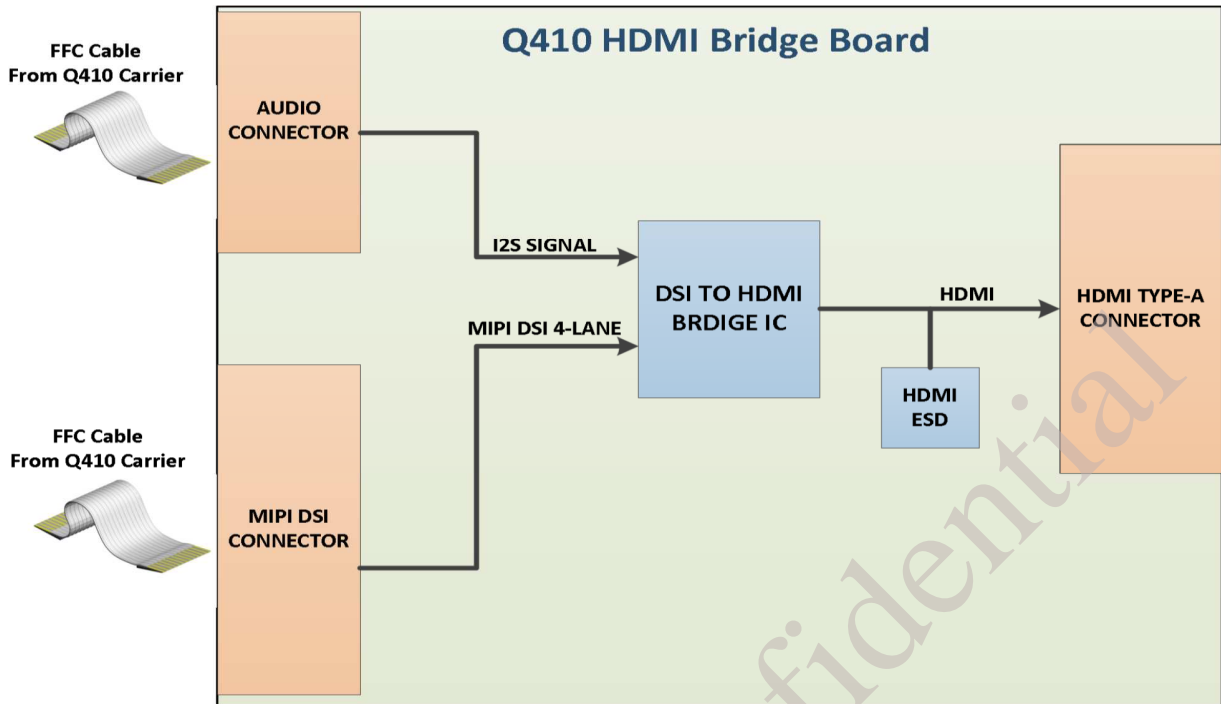 Q410 HDMI Bridge Board
FFC Cable
From Q410 Carrier
AUDIO
CONNECTOR
I2S SIGNAL
DSI TO HDMI
BRDIGE IC
HDMI
HDMI TYPE-A
CONNECTOR
MIPI DSI 4-LANE
HDMI
ESD
FFC Cable
From Q410 Carrier
MIPI DSI
CONNECTOR
fidential